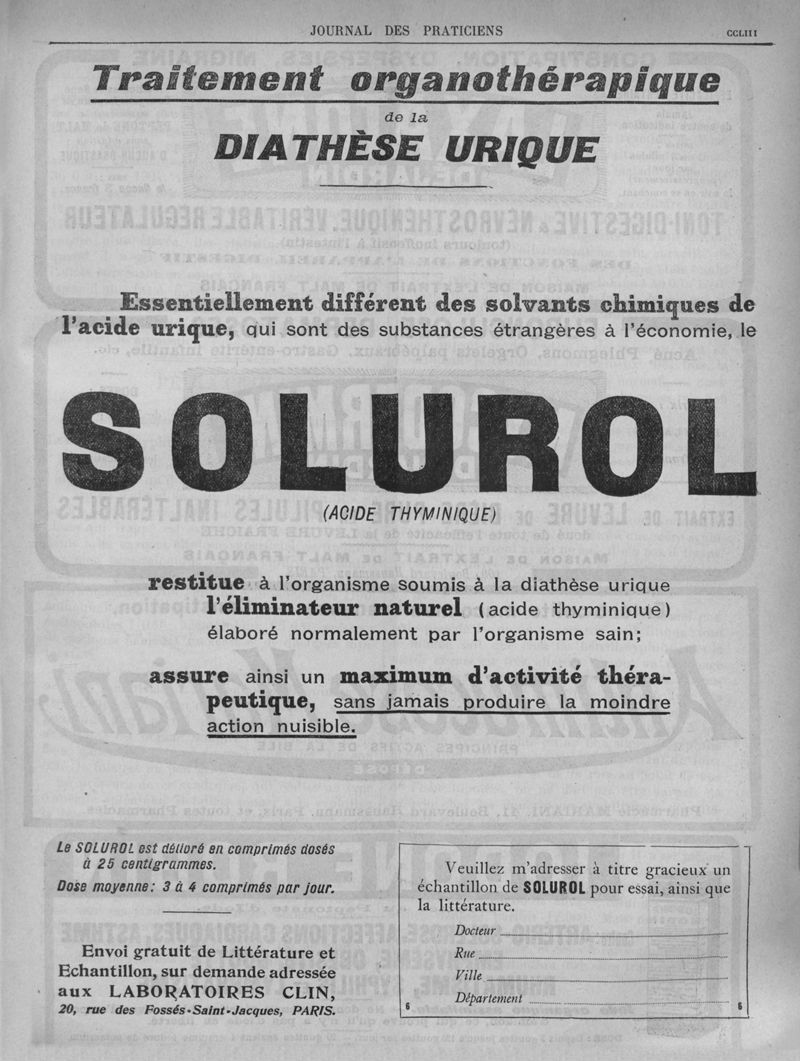 JOURNAL DES PRATICIENS
CCLIII
Traitement organothérapique
de la
DIATHÈSE URIQUE
Essentiellement différent des solvants chimiques de
l'acide urique, qui sont des substances étrangères à l'économie, le
SOLUROL
(ACIDE THYMINIQUE)
restitue à l'organisme soumis à la diathèse urique
l'éliminateur naturel (acide thyminique)
élaboré normalement par l'organisme sain;
assure ainsi un maximum d'activité théra-
peutique, sans jamais produire la moindre
action nuisible.
Le SOLUROL est délivré en comprimés dosés
à 25 centigrammes.
Dose moyenne: 3 à 4 comprimés par jour.
Envoi gratuit de Littérature et
Echantillon, sur demande adressée
aux LABORATOIRES CLIN,
20, rue des Fossés-Saint-Jacques, PARIS.
Veuillez m'adresser à titre gracieux un
échantillon de SOLUROL pour essai, ainsi que
la littérature.
Docteur
Rue
Ville
Département
6 6